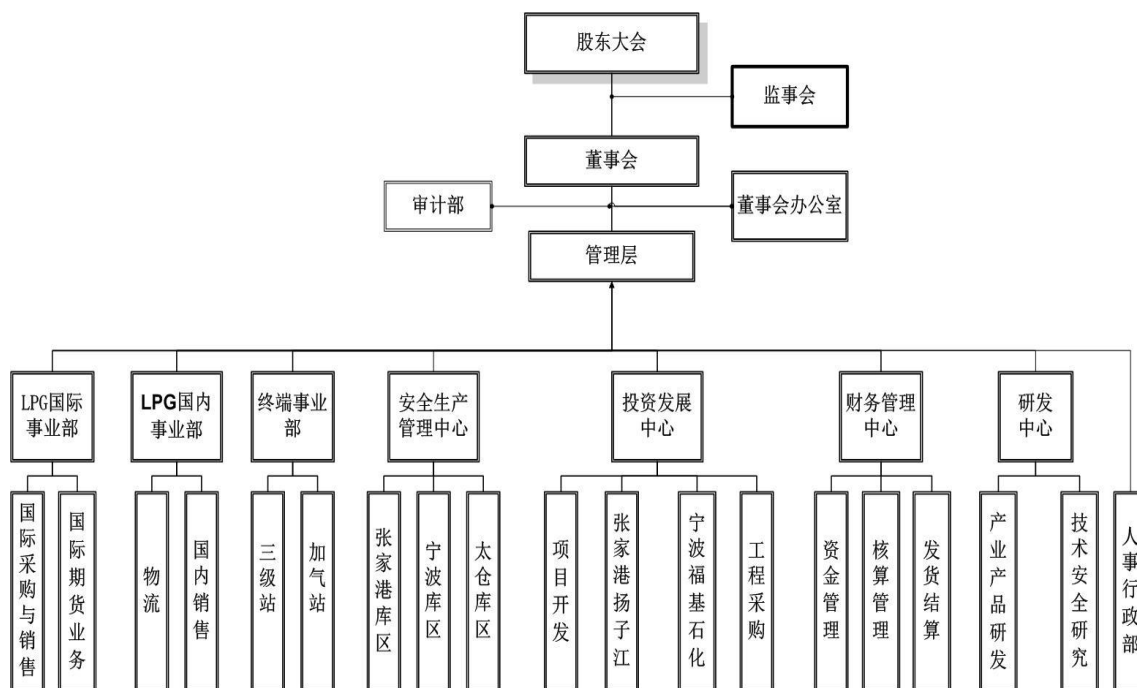 股东大会
监事会
董事会
审计部
董事会办公室
管理层
LPG国际
事业部
LPG国内
事业部
终端事业
部
安全生产
管理中心
投资发展
中心
财务管理
中心
研发
中心
国际采购与销售
国际期货业务
物流
国内销售
三级站
加气站
张家港库区
宁波库区
太仓库区
项目开发
张家港扬子江
宁波福基石化
工程采购
资金管理
核算管理
发货结算
产业产品研发
技术安全研究
人事行政部